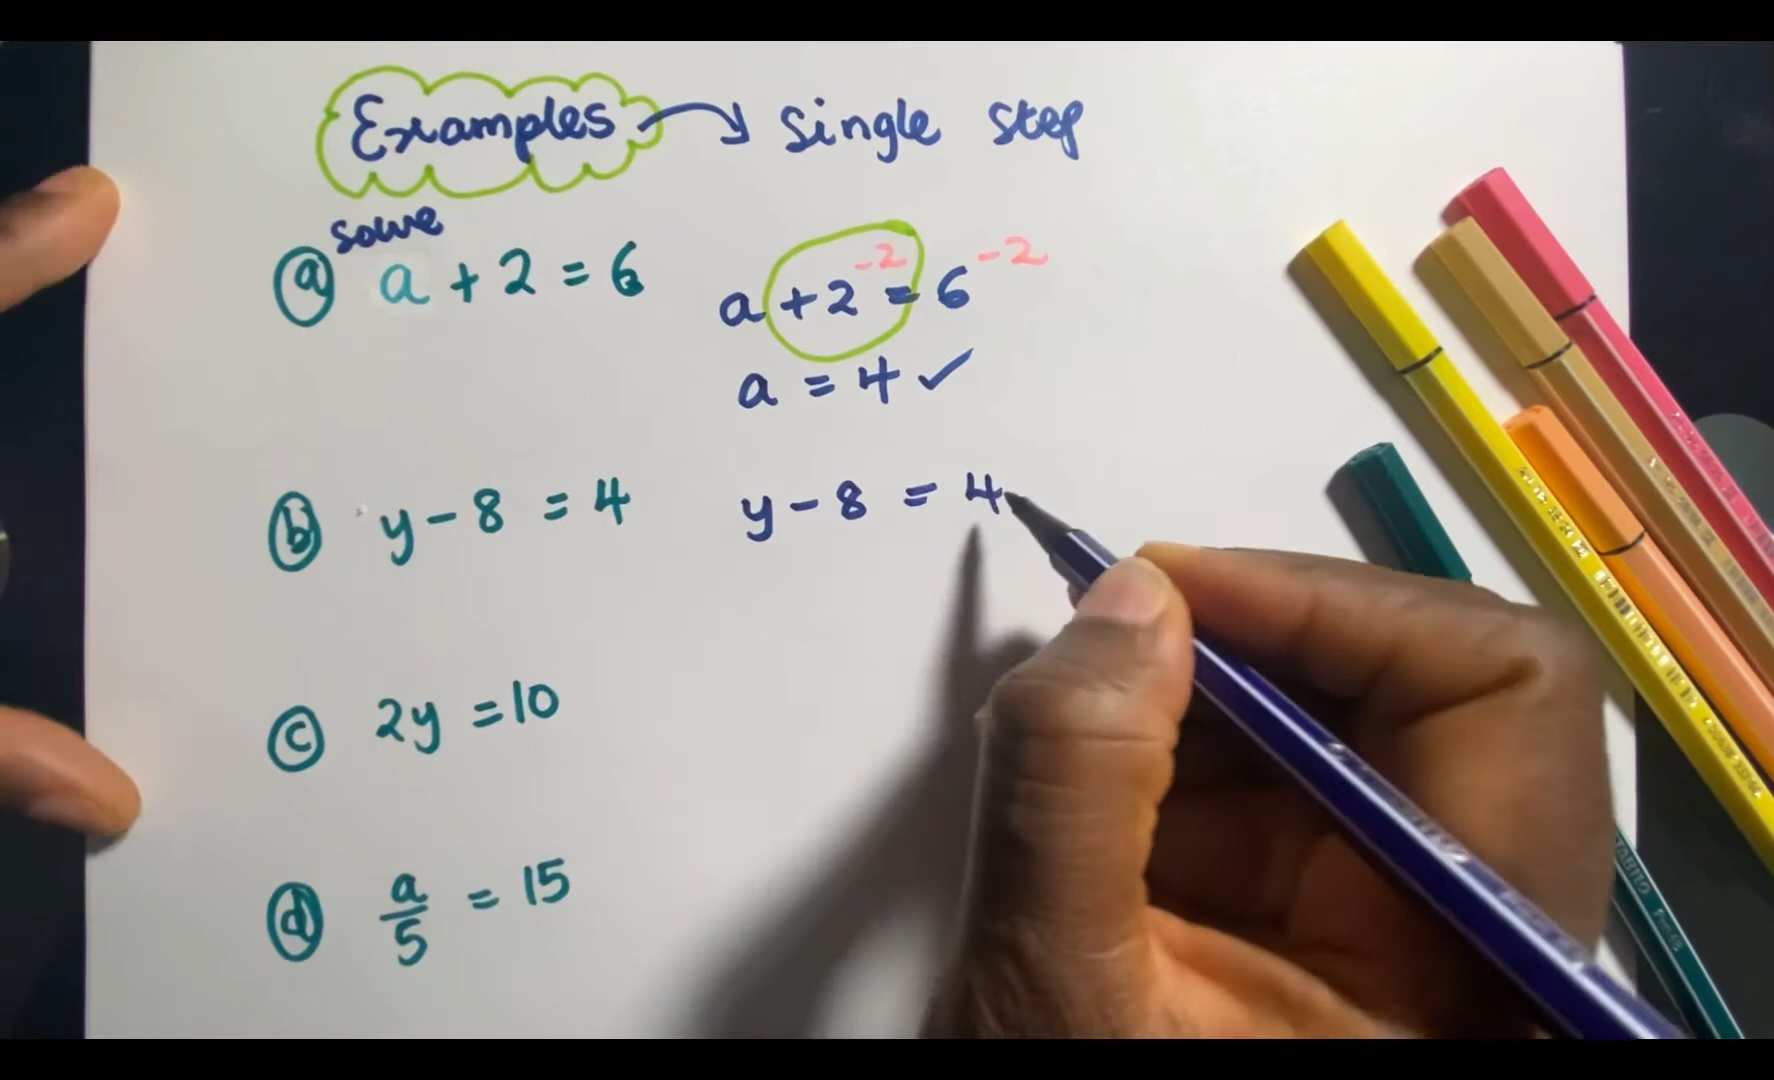 Examples → Single step
solve
(a) a + 2 = 6
a + 2 -2 = 6 -2
a = 4 ✓
(b) y - 8 = 4
y - 8 = 4
(c) 2y = 10
(d) a/5 = 15